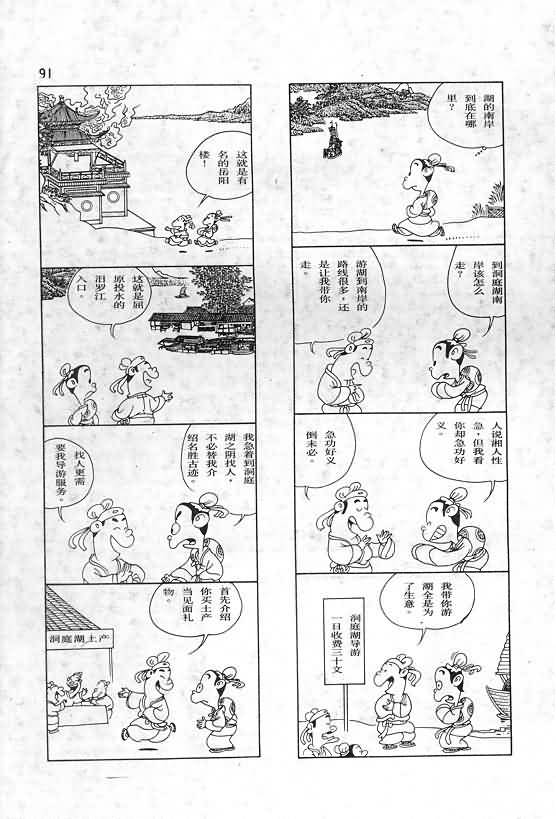 91
湖的南岸
到底在哪
里？
到洞庭湖南
岸该怎么
走？
游湖到南岸的
路线很多，还
是让我带你
走。
人说湘人性
急，但我看
你却急功好
义。
急功好义
倒未必。
我带你游
湖全是为
了生意。
洞庭湖导游
一日收费三十文
这就是有
名的岳阳
楼！
这就是屈
原投水的
汨罗江
入口。
我急着到洞庭
湖之阴找人，
不必替我介
绍名胜古迹。
找人更需
要我导游服务。
首先介绍
你买土产
当见面礼
物。
洞庭湖土产